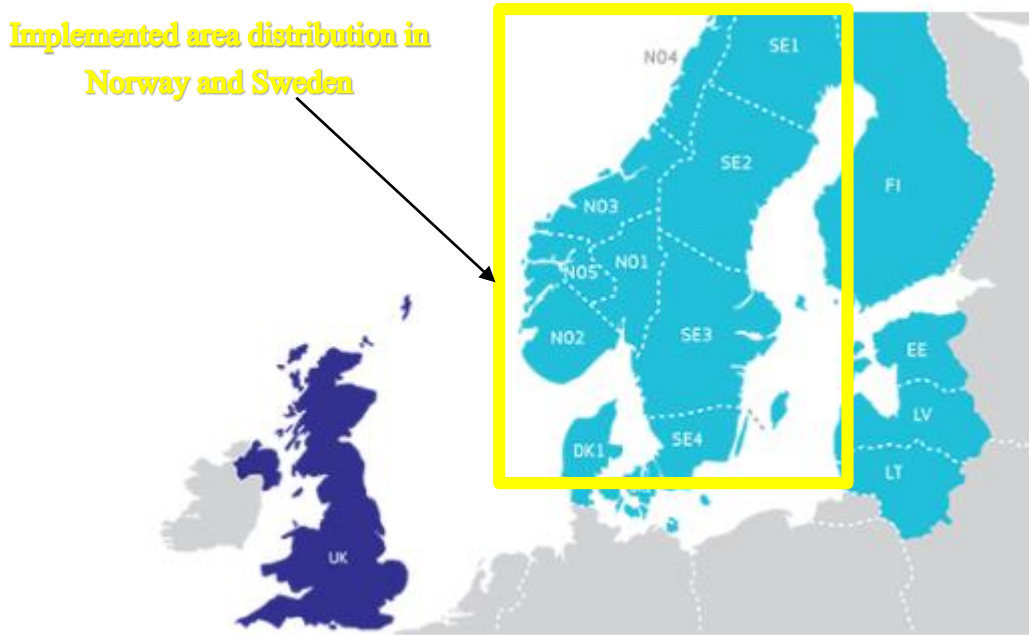 Implemented area distribution in
Norway and Sweden
SE1
NO4
SE2
FI
NO3
NO5
NO1
NO2
SE3
EE
LV
DK1
SE4
LT
UK